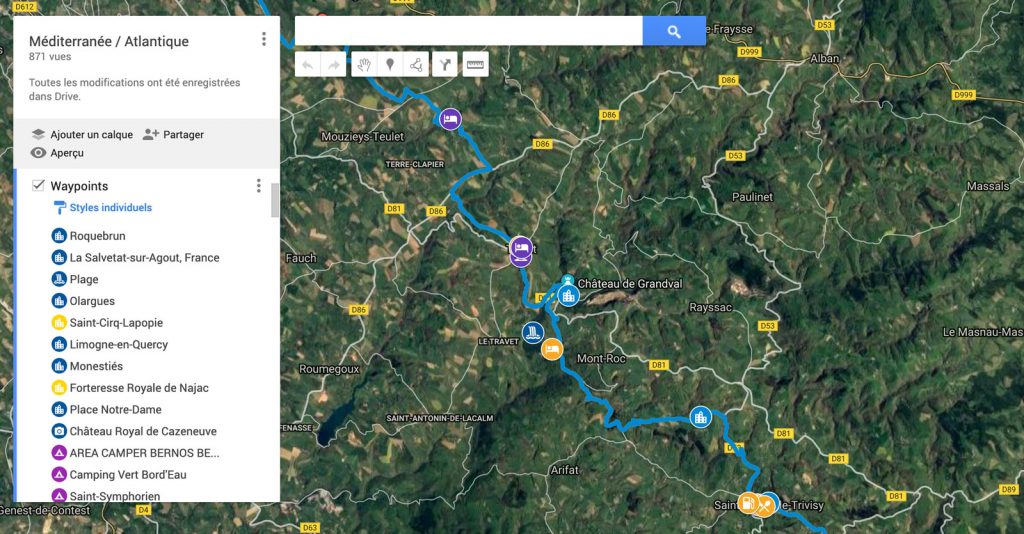 D612
Méditerranée / Atlantique
871 vues
Toutes les modifications ont été enregistrées
dans Drive.
Ajouter un calque
Partager
Aperçu
Waypoints
Styles individuels
Roquebrun
La Salvetat-sur-Agout, France
Plage
Olargues
Saint-Cirq-Lapopie
Limogne-en-Quercy
Monestiés
Forteresse Royale de Najac
Place Notre-Dame
Château Royal de Cazeneuve
AREA CAMPER BERNOS BE...
Camping Vert Bord'Eau
Saint-Symphorien
Genest-de-Contest
D4
D63
FENASSE
e Fraysse
D53
D999
Alban
D86
D999
D86
Mouzieys-Teulet
D86
TERRE-CLAPIER
D53
Massals
Paulinet
D81
D86
Fauch
Château de Grandval
Rayssac
D86
D53
Le Masnau-Mas
LE TRAVET
Mont-Roc
D81
Roumegoux
SAINT-ANTONIN-DE-LACALM
D81
D81
Arifat
D81
D89
Sain
e-Trivisy